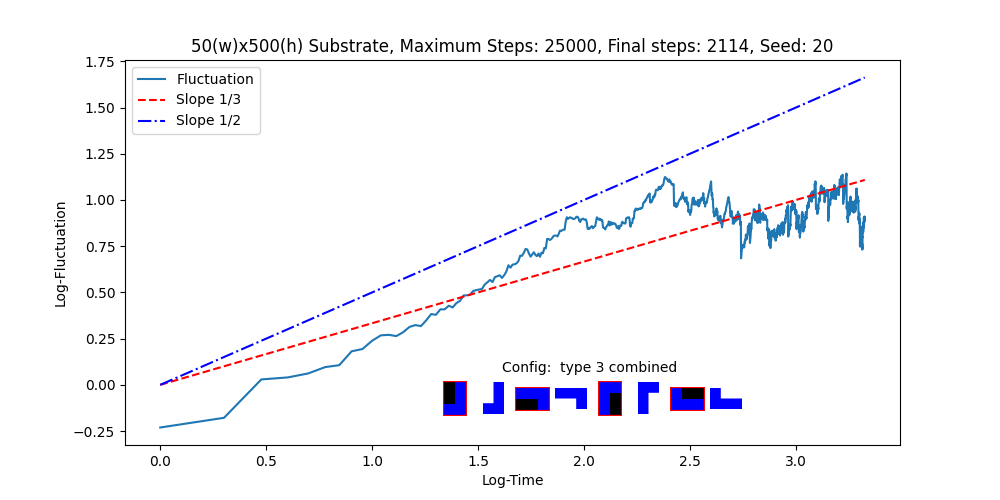 50(w)x500(h) Substrate, Maximum Steps: 25000, Final steps: 2114, Seed: 20
Fluctuation
Slope 1/3
Slope 1/2
1.75
1.50
1.25
1.00
0.75
0.50
0.25
0.00
−0.25
Log-Fluctuation
Config:  type 3 combined
0.0 0.5 1.0 1.5 2.0 2.5 3.0
Log-Time